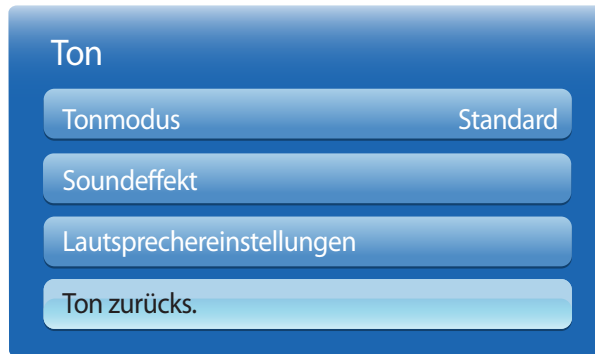 Ton
Tonmodus Standard
Soundeffekt
Lautsprechereinstellungen
Ton zurücks.